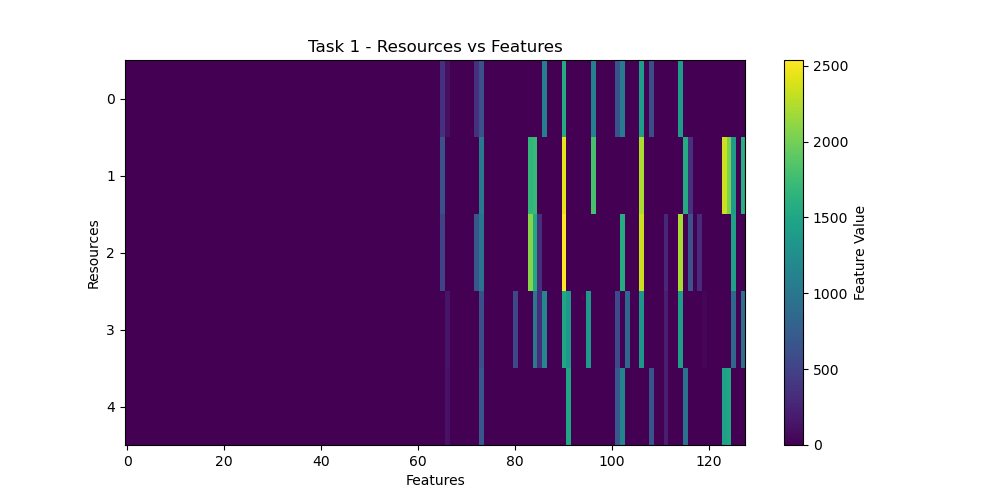 Task 1 - Resources vs Features
0
1
2
3
4
Resources
0 20 40 60 80 100 120
Features
2500
2000
1500
1000
500
0
Feature Value